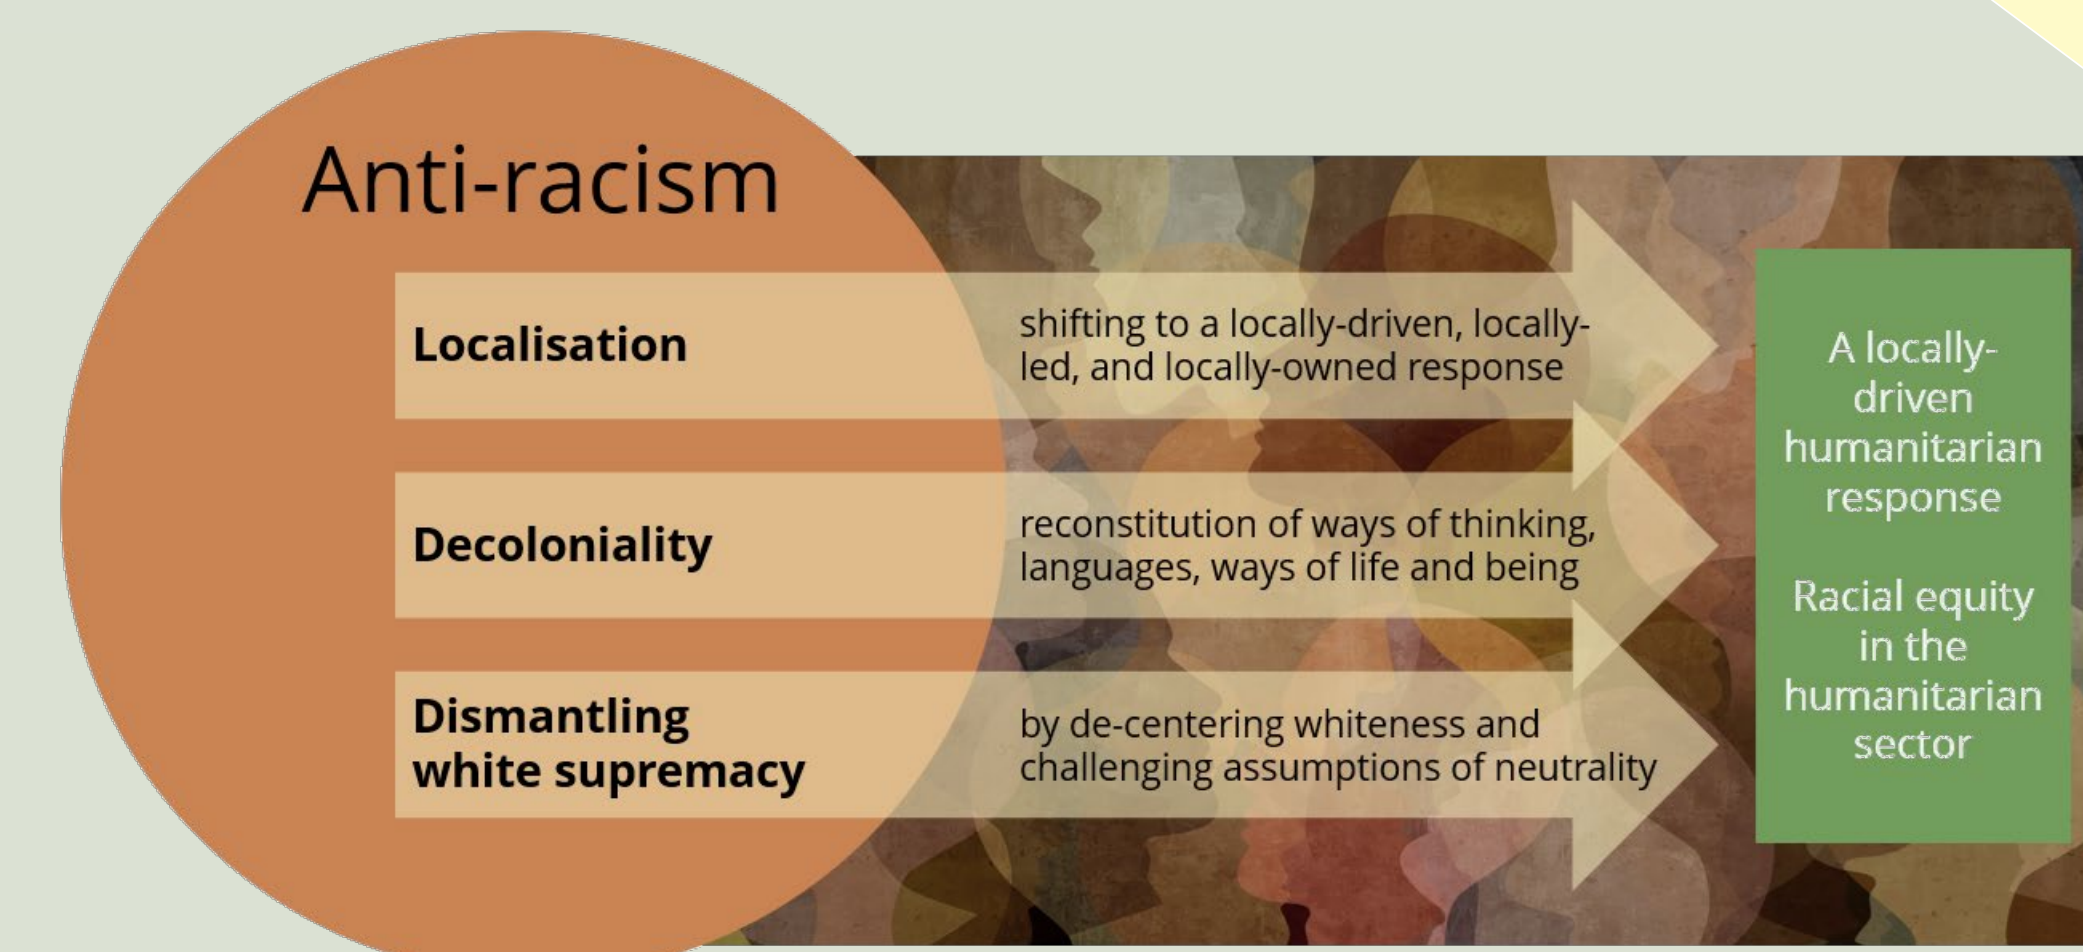 Anti-racism
Localisation
shifting to a locally-driven, locally-
led, and locally-owned response
Decoloniality
reconstitution of ways of thinking,
languages, ways of life and being
Dismantling
white supremacy
by de-centering whiteness and
challenging assumptions of neutrality
A locally-
driven
humanitarian
response
Racial equity
in the
humanitarian
sector